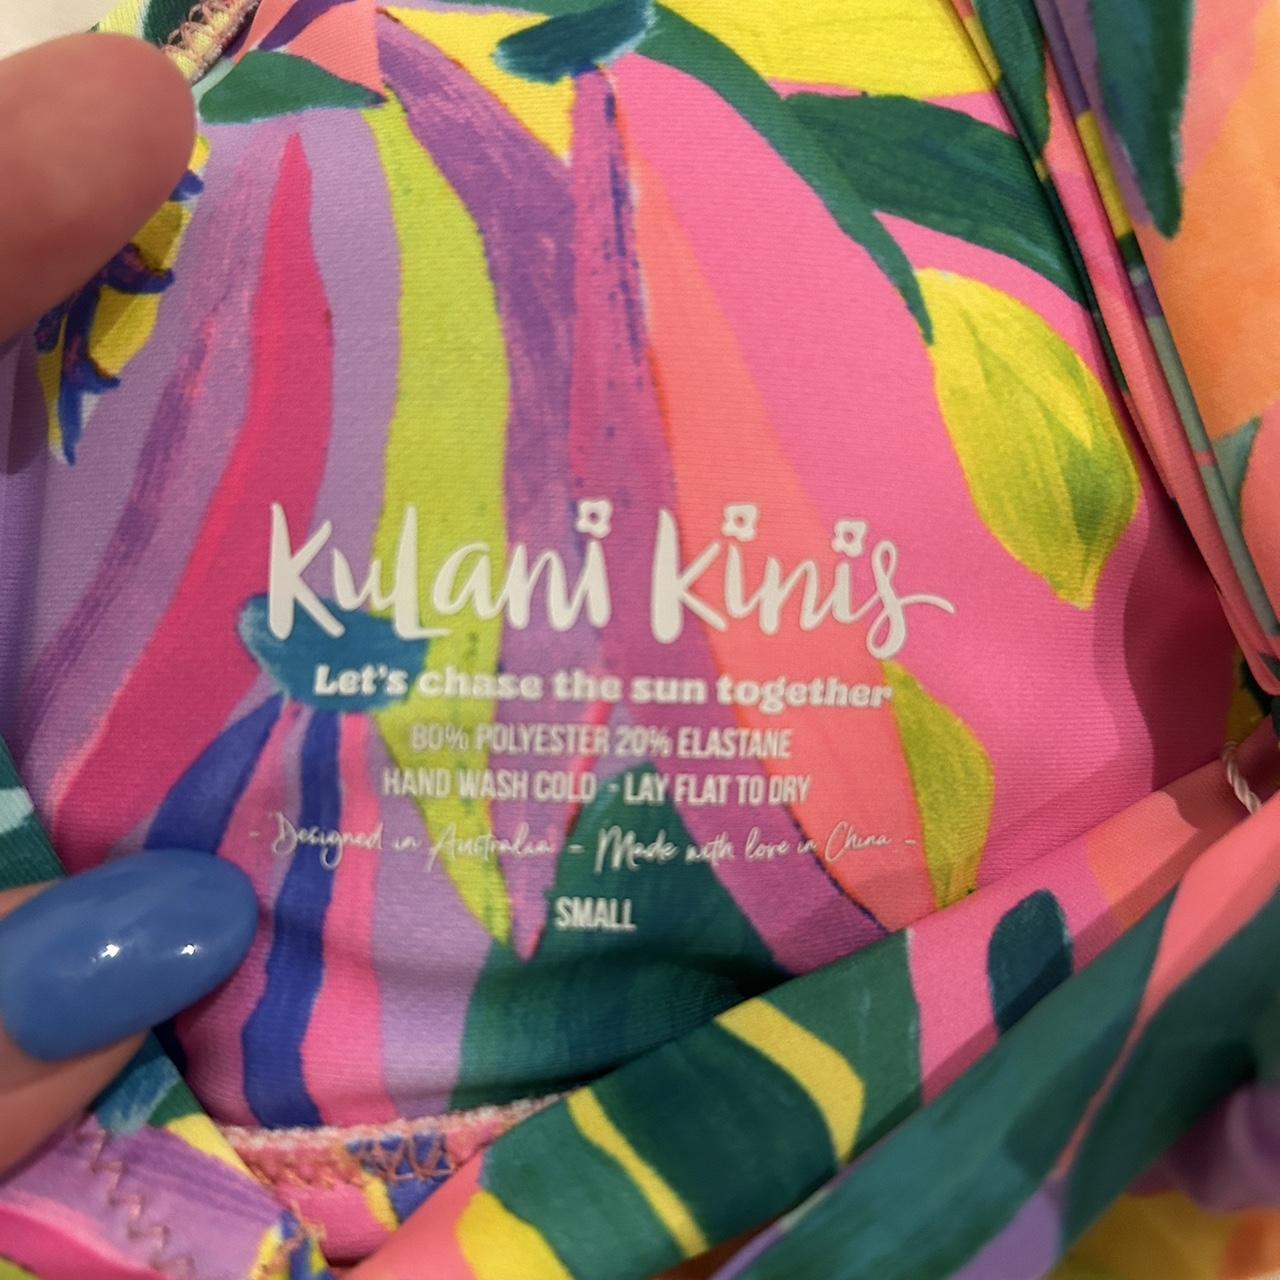 Kulani Kinis
Let's chase the sun together
80% POLYESTER 20% ELASTANE
HAND WASH COLD - LAY FLAT TO DRY
- Designed in Australia - Made with love in China -
SMALL